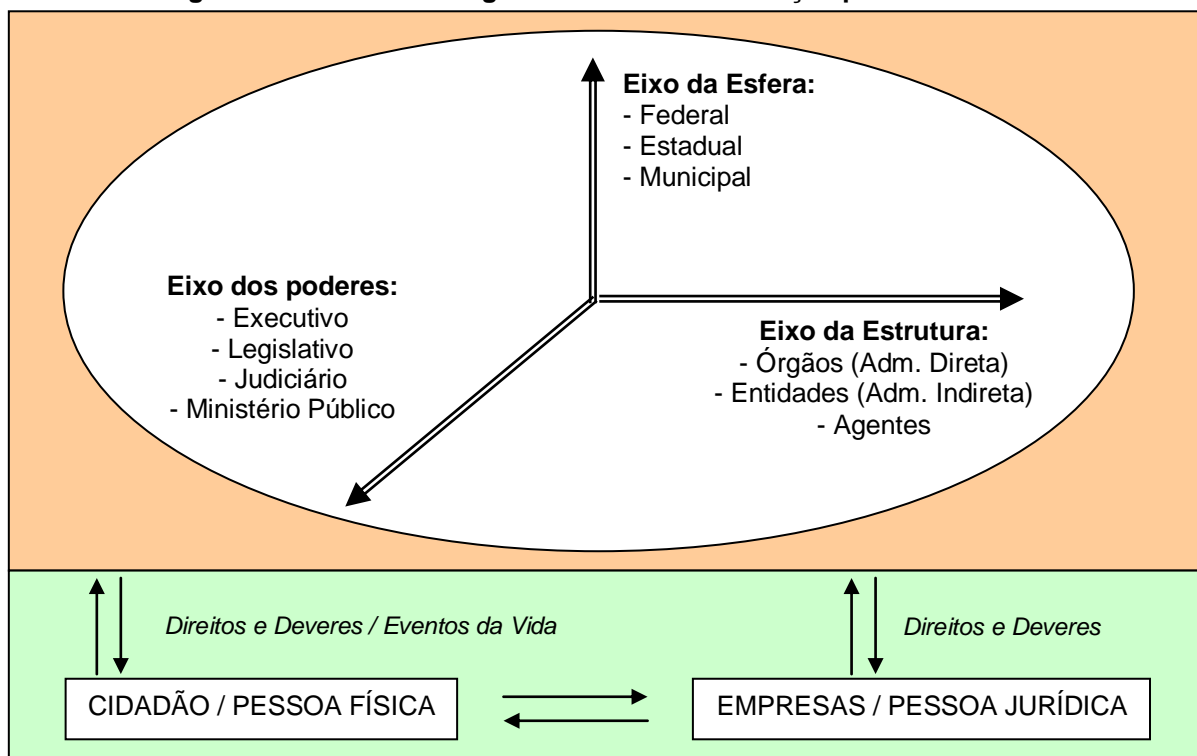 Eixo da Esfera:
- Federal
- Estadual
- Municipal
Eixo dos poderes:
- Executivo
- Legislativo
- Judiciário
- Ministério Público
Eixo da Estrutura:
- Órgãos (Adm. Direta)
- Entidades (Adm. Indireta)
- Agentes
Direitos e Deveres / Eventos da Vida
Direitos e Deveres
CIDADÃO / PESSOA FÍSICA
EMPRESAS / PESSOA JURÍDICA